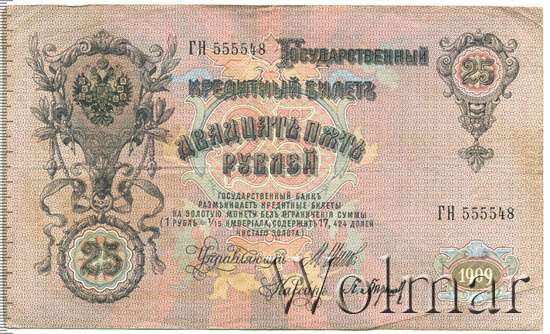 ГН 555548
Государственный
25
Кредитный Билетъ
Двадцать пять
рублей
Государственный банкъ
размѣниваетъ кредитные билеты
на золотую монету безъ ограниченія суммы
(1 рубль = 1/15 имперіала, содержитъ 17,424 долей
чистаго золота).
ГН 555548
25
Управляющій
Кассиръ
1909
Wolmar